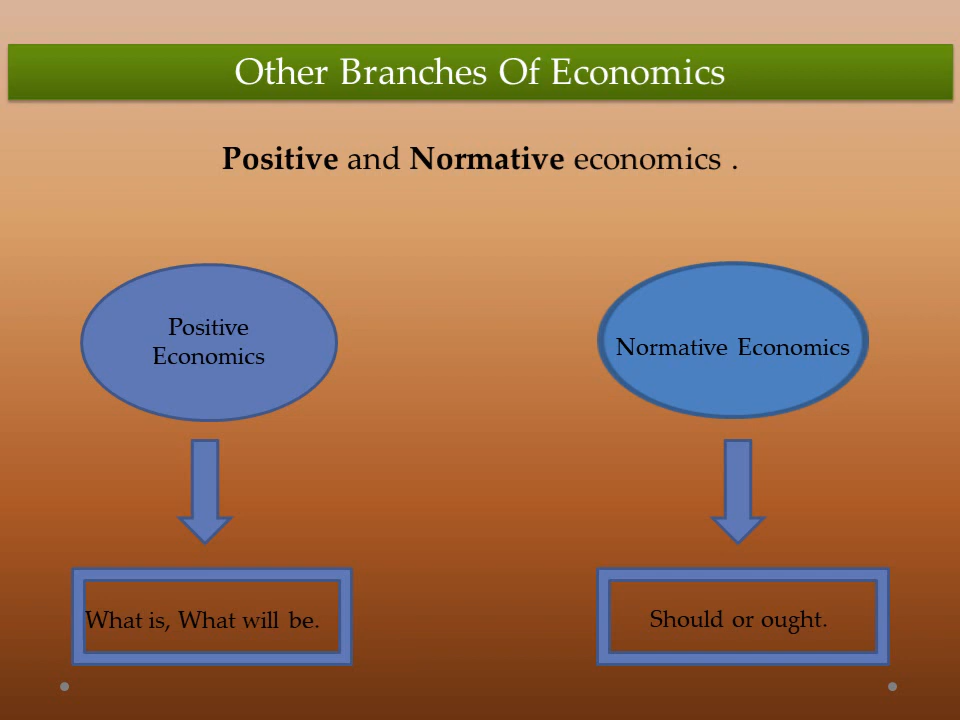 Other Branches Of Economics
Positive and Normative economics .
Positive
Economics
Normative Economics
What is, What will be.
Should or ought.